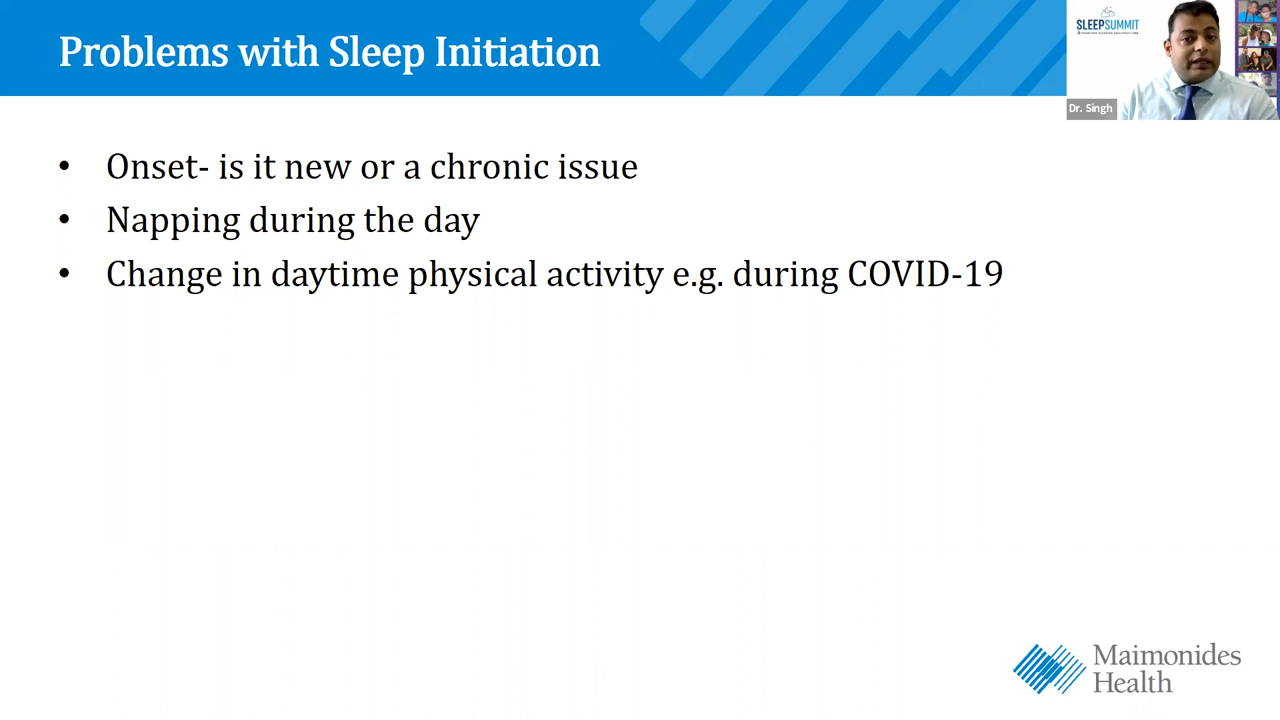 Problems with Sleep Initiation
SLEEPSUMMIT
Dr. Singh
• Onset- is it new or a chronic issue
• Napping during the day
• Change in daytime physical activity e.g. during COVID-19
Maimonides
Health